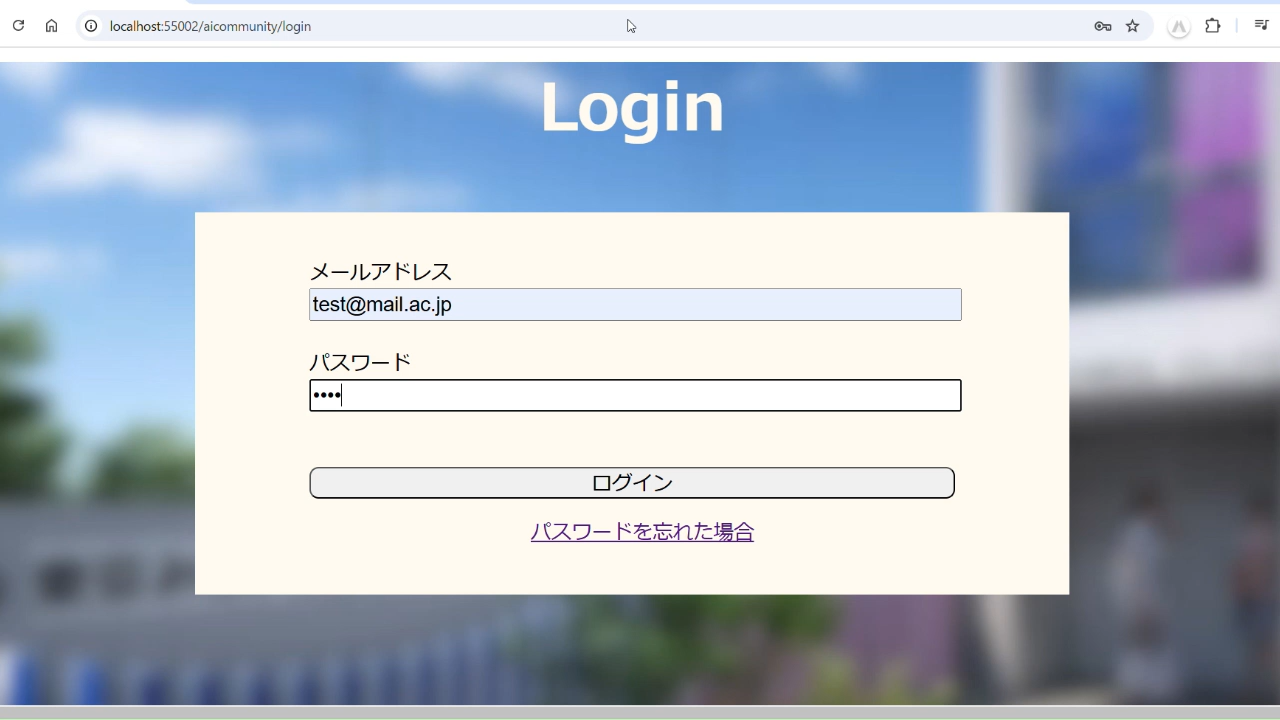 localhost:55002/aicommunity/login
Login
メールアドレス
test@mail.ac.jp
パスワード
••••
ログイン
パスワードを忘れた場合